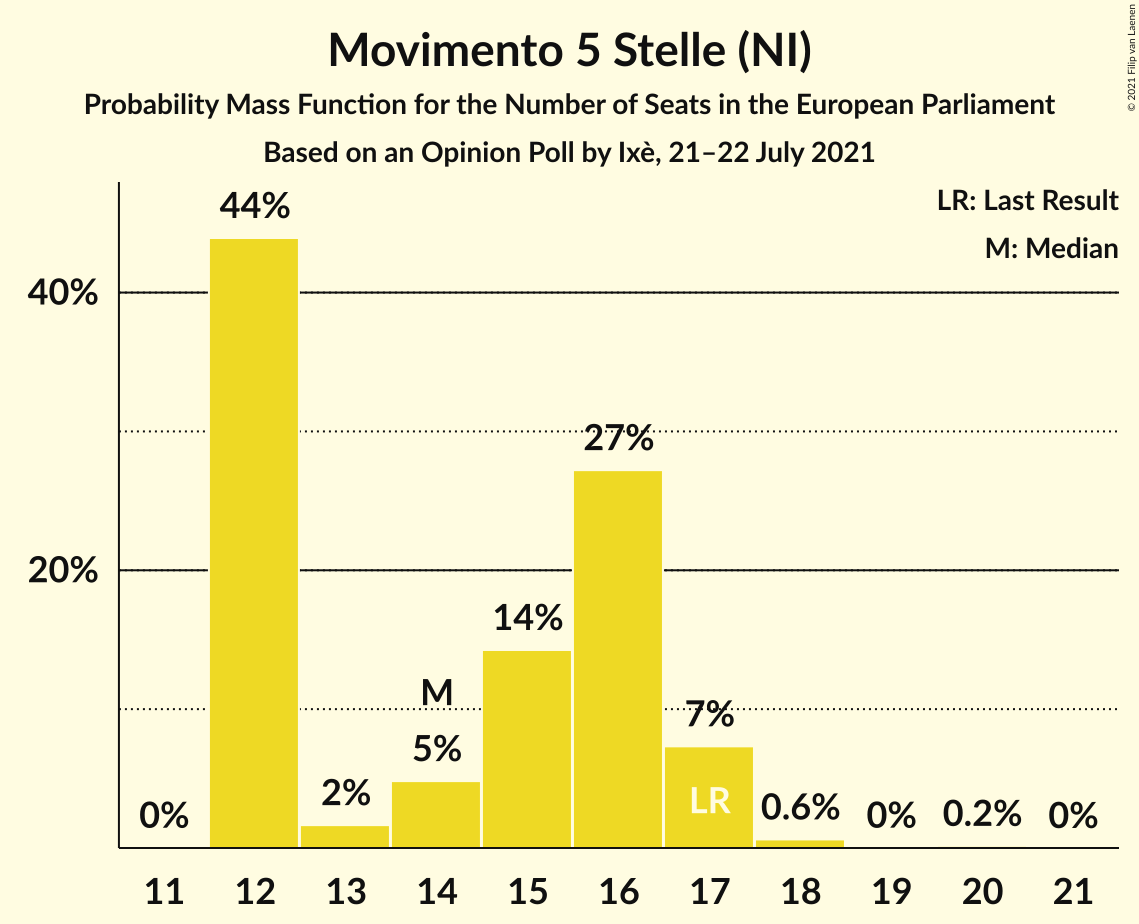 Movimento 5 Stelle (NI)
Probability Mass Function for the Number of Seats in the European Parliament
Based on an Opinion Poll by Ixè, 21–22 July 2021
© 2021 Filip van Laenen
LR: Last Result
M: Median
44%
40%
27%
20%
14%
M
7%
5%
2%
LR
0.6%
0%
0%
0.2%
0%
11 12 13 14 15 16 17 18 19 20 21